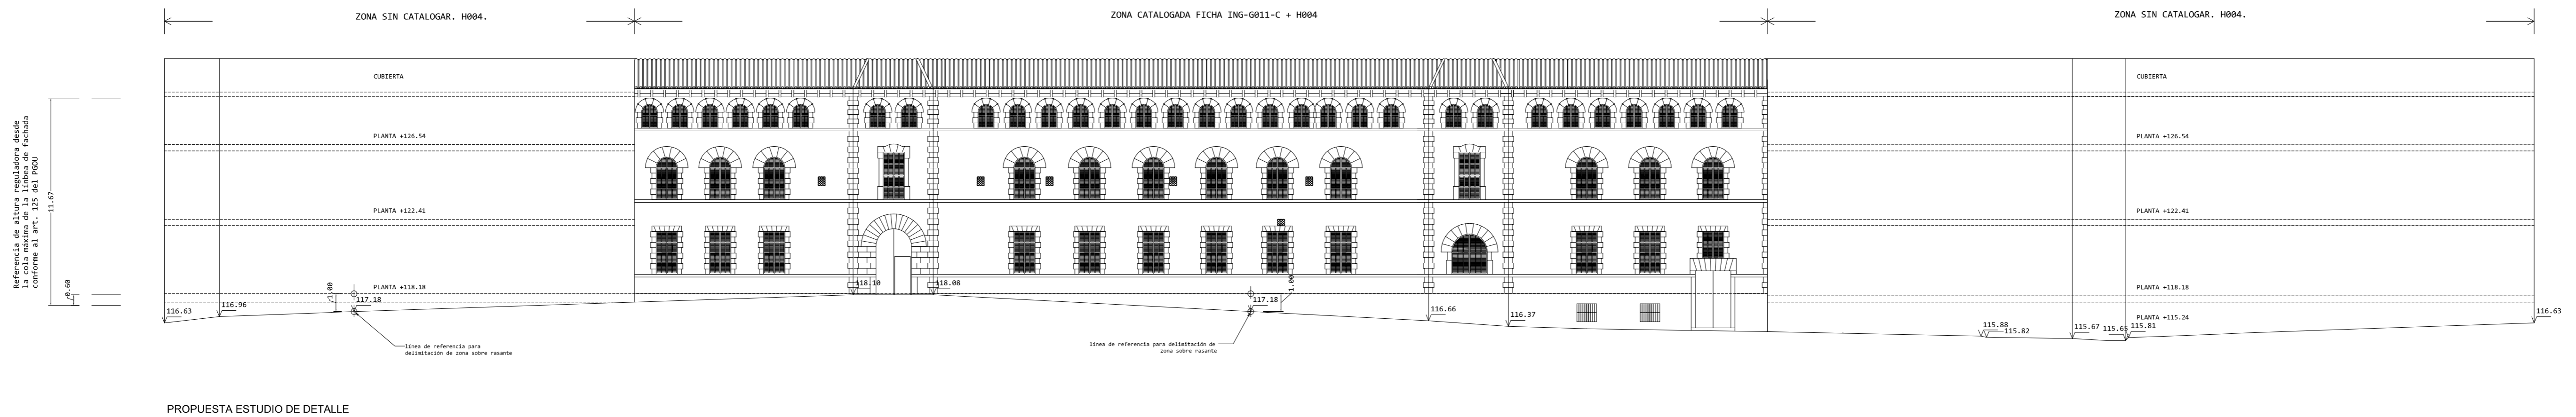 ZONA SIN CATALOGAR. H004.
ZONA CATALOGADA FICHA ING-G011-C + H004
ZONA SIN CATALOGAR. H004.
CUBIERTA
CUBIERTA
Referencia de altura reguladora desde
la cola máxima de la línbea de fachada
conforme al art. 125 del PGOU
11.67
0.60
PLANTA +126.54
PLANTA +126.54
PLANTA +122.41
PLANTA +122.41
PLANTA +118.18
PLANTA +118.18
PLANTA +115.24
116.63
116.96
1.00
117.18
118.10
118.08
117.18
1.00
116.66
116.37
115.88
115.82
115.67
115.65
115.81
116.63
línea de referencia para
delimitación de zona sobre rasante
línea de referencia para delimitación de
zona sobre rasante
PROPUESTA ESTUDIO DE DETALLE